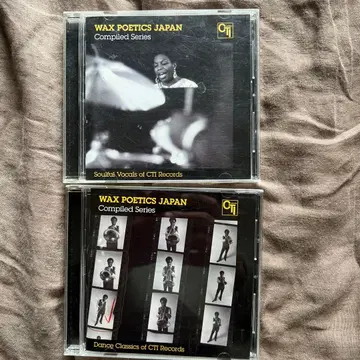 WAX POETICS JAPAN
Compiled Series
CTI
Soulful Vocals of CTI Records
WAX POETICS JAPAN
Compiled Series
CTI
Dance Classics of CTI Records